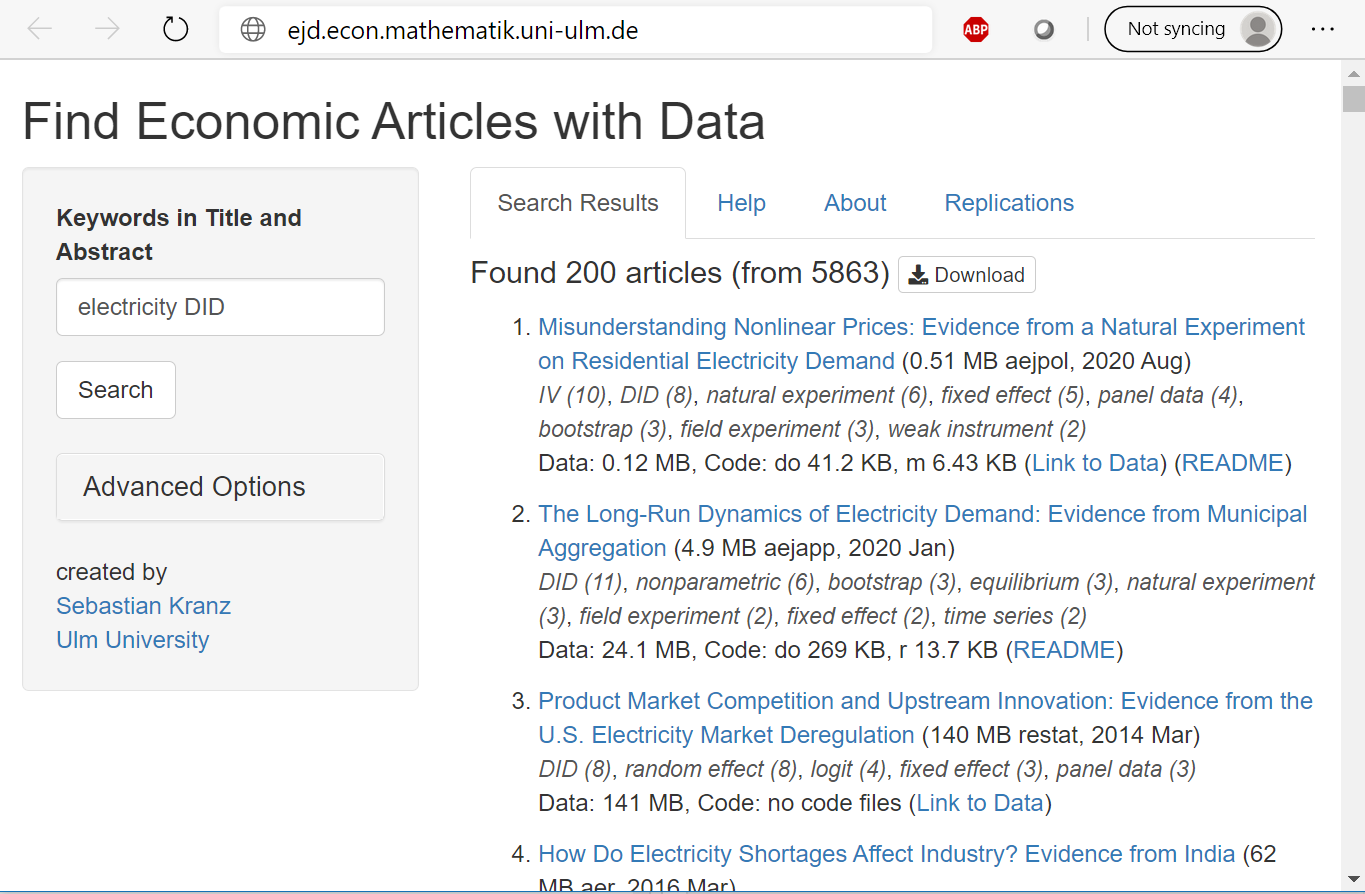 ejd.econ.mathematik.uni-ulm.de
ABP
Not syncing
Find Economic Articles with Data
Keywords in Title and
Abstract
electricity DID
Search
Advanced Options
created by
Sebastian Kranz
Ulm University
Search Results
Help
About
Replications
Found 200 articles (from 5863)
Download
1. Misunderstanding Nonlinear Prices: Evidence from a Natural Experiment
on Residential Electricity Demand (0.51 MB aejpol, 2020 Aug)
IV (10), DID (8), natural experiment (6), fixed effect (5), panel data (4),
bootstrap (3), field experiment (3), weak instrument (2)
Data: 0.12 MB, Code: do 41.2 KB, m 6.43 KB (Link to Data) (README)
2. The Long-Run Dynamics of Electricity Demand: Evidence from Municipal
Aggregation (4.9 MB aejapp, 2020 Jan)
DID (11), nonparametric (6), bootstrap (3), equilibrium (3), natural experiment
(3), field experiment (2), fixed effect (2), time series (2)
Data: 24.1 MB, Code: do 269 KB, r 13.7 KB (README)
3. Product Market Competition and Upstream Innovation: Evidence from the
U.S. Electricity Market Deregulation (140 MB restat, 2014 Mar)
DID (8), random effect (8), logit (4), fixed effect (3), panel data (3)
Data: 141 MB, Code: no code files (Link to Data)
4. How Do Electricity Shortages Affect Industry? Evidence from India (62
MB aer, 2016 Mar)